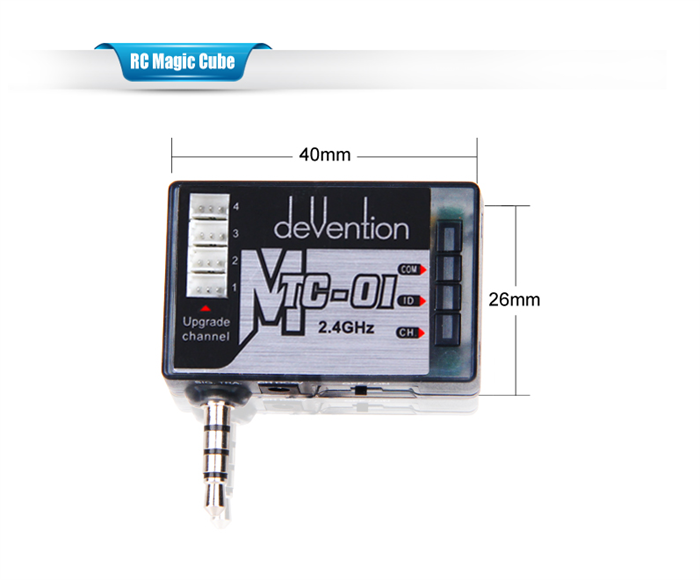 RC Magic Cube
40mm
4
deVention
3
COM
2
MTC-01
26mm
ID
1
2.4GHz
Upgrade
channel
CH.